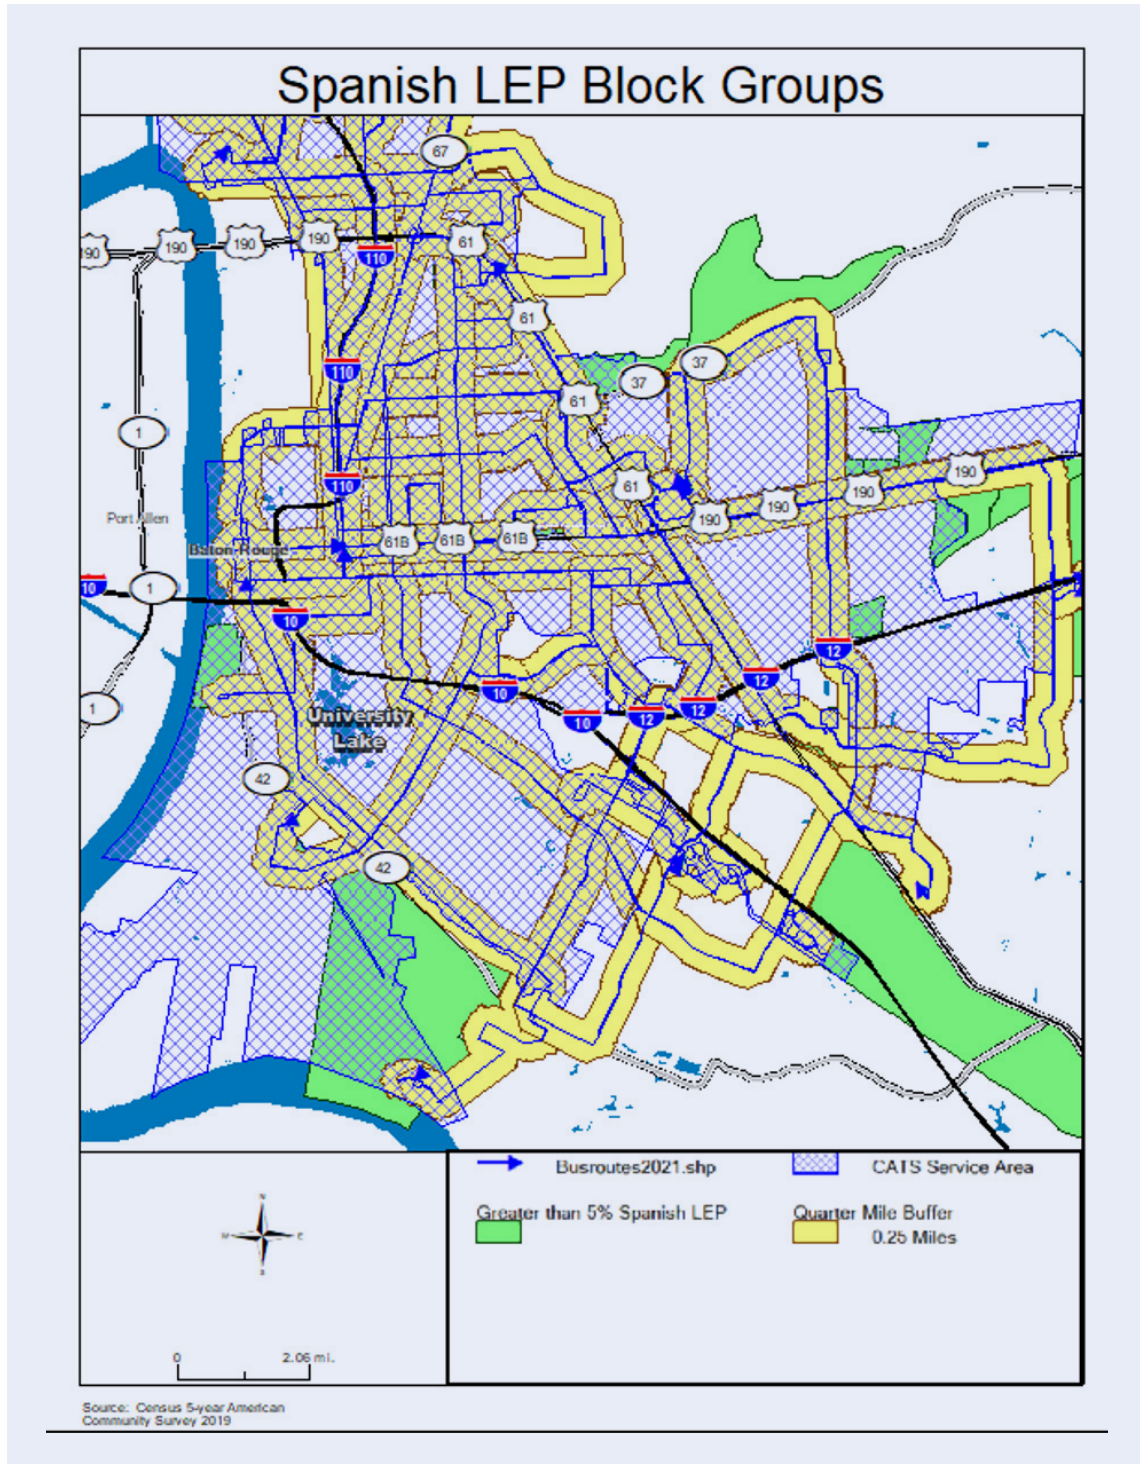 Spanish LEP Block Groups
67
190
190
190
190
61
110
61
37
37
110
61
1
190
110
61
190
190
190
Port Allen
Baton Rouge
61B
61B
61B
10
1
10
12
12
10
12
12
10
1
University
Lake
42
42
Busroutes2021.shp
CATS Service Area
Greater than 5% Spanish LEP
Quarter Mile Buffer
0.25 Miles
N
E
S
0
2.06 mi.
Source: Census 5-year American
Community Survey 2019